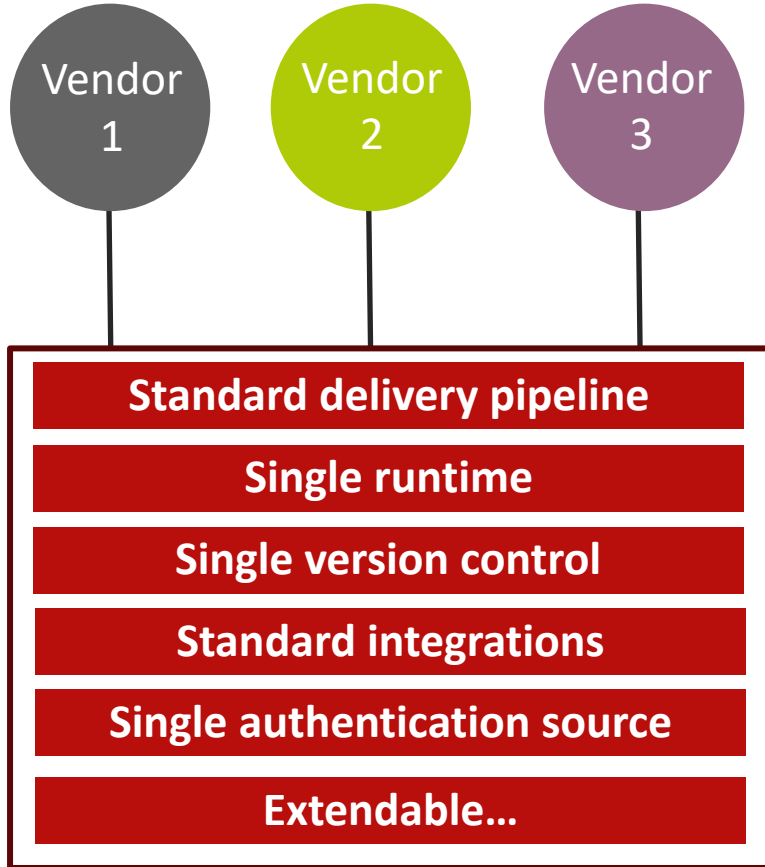 Vendor
1
Vendor
2
Vendor
3
Standard delivery pipeline
Single runtime
Single version control
Standard integrations
Single authentication source
Extendable…